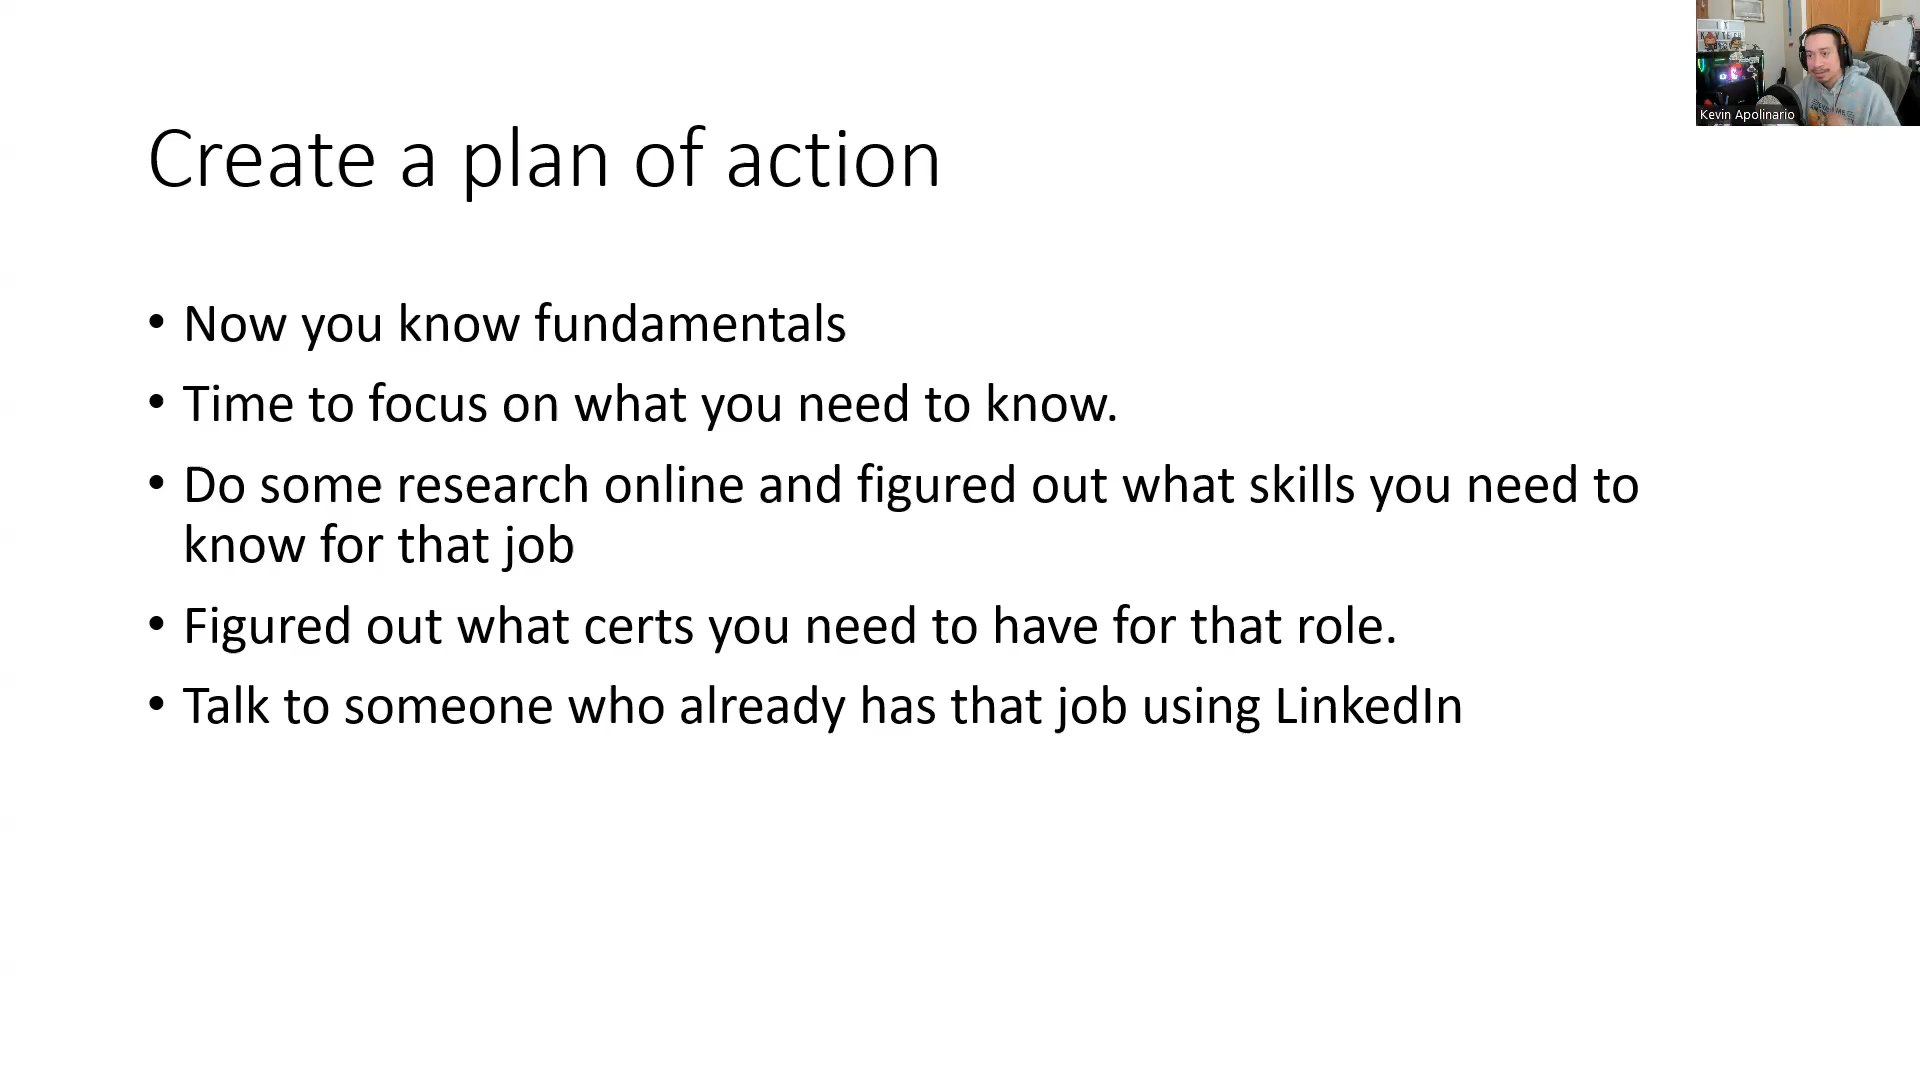 Kevin Apolinario
Create a plan of action
• Now you know fundamentals
• Time to focus on what you need to know.
• Do some research online and figured out what skills you need to
know for that job
• Figured out what certs you need to have for that role.
• Talk to someone who already has that job using LinkedIn